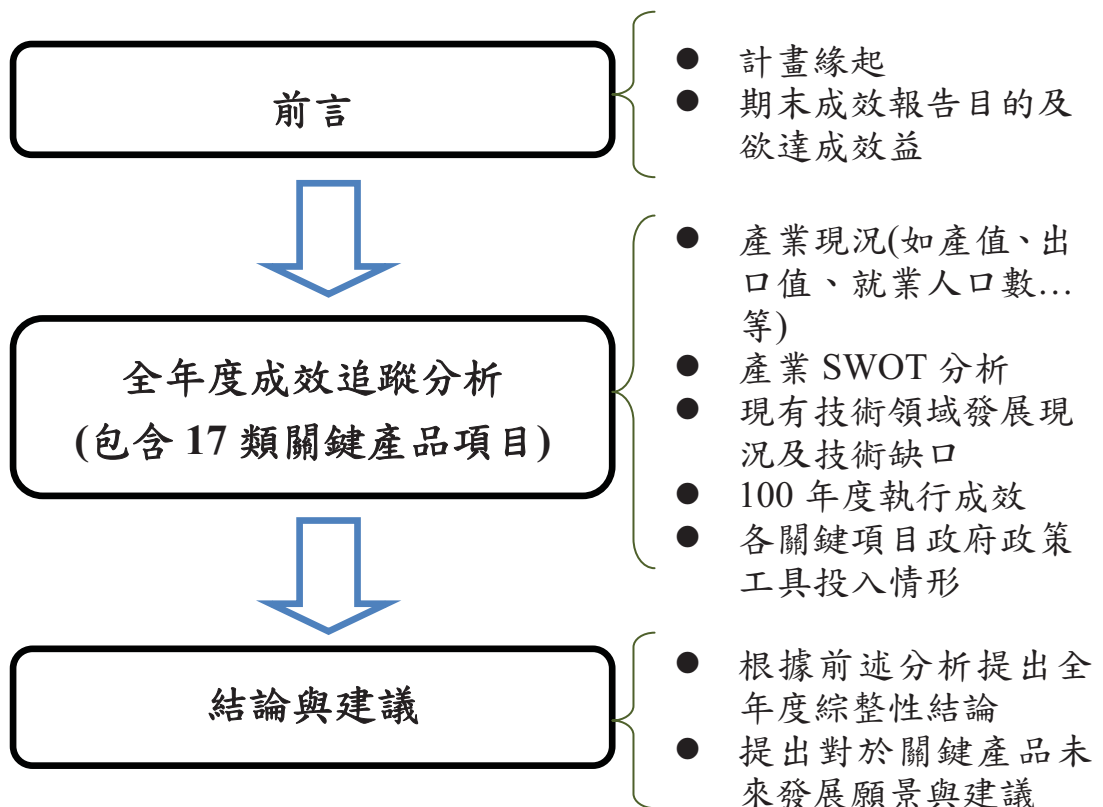 前言
● 計畫緣起
● 期末成效報告目的及
欲達成效益
全年度成效追蹤分析
(包含 17 類關鍵產品項目)
● 產業現況(如產值、出
口值、就業人口數…
等)
● 產業 SWOT 分析
● 現有技術領域發展現
況及技術缺口
● 100 年度執行成效
● 各關鍵項目政府政策
工具投入情形
結論與建議
● 根據前述分析提出全
年度綜整性結論
● 提出對於關鍵產品未
來發展願景與建議